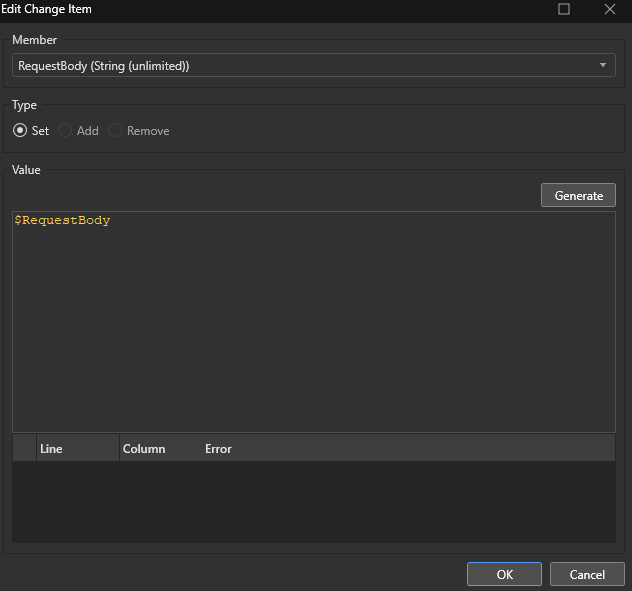 Edit Change Item
Member
RequestBody (String (unlimited))
Type
Set Add Remove
Value
Generate
$RequestBody
Line Column Error
OK Cancel